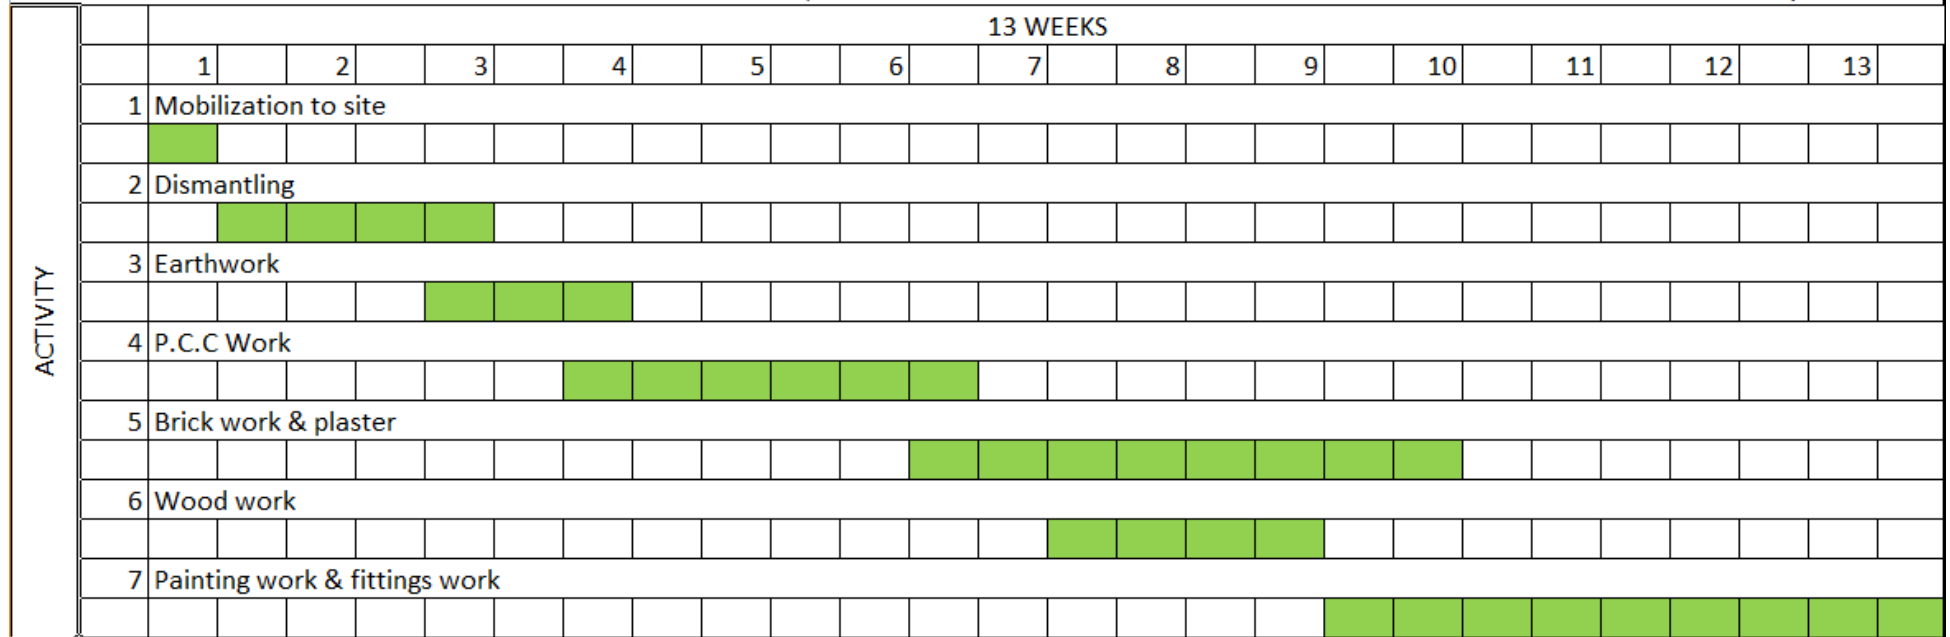 13 WEEKS
1 2 3 4 5 6 7 8 9 10 11 12 13
ACTIVITY
1 Mobilization to site
2 Dismantling
3 Earthwork
4 P.C.C Work
5 Brick work & plaster
6 Wood work
7 Painting work & fittings work